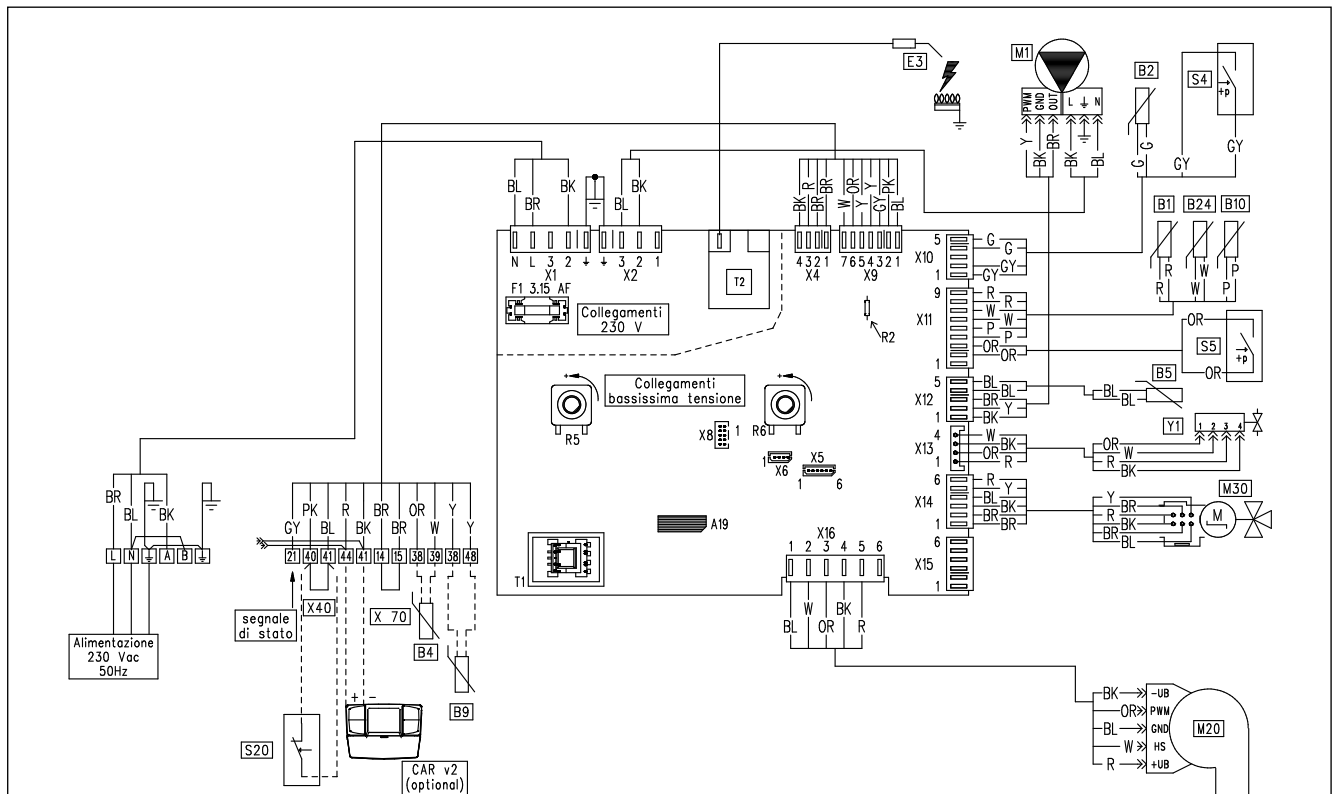 E3
M1
PWM
GND
OUT
L
N
B2
S4
+p
Y
BK
BR
BK
BL
G
G
GY
GY
BL
BR
BK
BL
BK
BK
R
BR
BR
W
OR
Y
Y
GY
PK
BL
N L 3 2
X1
3 2 1
X2
T2
4 3 2 1
X4
7 6 5 4 3 2 1
X9
5
X10
1
G
G
GY
GY
B1
B24
B10
R
R
W
W
P
P
F1 3.15 AF
Collegamenti
230 V
R2
9
X11
1
R
R
W
W
P
P
OR
OR
OR
S5
+p
OR
Collegamenti
bassissima tensione
R5
R6
X8
1
1
X6
X5
1
6
5
X12
1
BL
BL
BR
Y
BK
BL
BL
B5
4
X13
1
W
BK
OR
R
OR
W
R
BK
Y1
1 2 3 4
6
X14
1
R
Y
BL
BK
BR
BR
Y
BR
R
BK
BR
BL
M30
M
6
X15
1
A19
T1
X16
1 2 3 4 5 6
BL
W
OR
BK
R
BR
BL
BK
L N A B
Alimentazione
230 Vac
50Hz
GY
PK
BL
R
BK
BR
BR
OR
W
Y
Y
21 40 41 44 41 14 15 38 39 38 48
segnale
di stato
X40
X 70
B4
B9
S20
+ -
CAR v2
(optional)
BK
OR
BL
W
R
-UB
PWM
GND
HS
+UB
M20